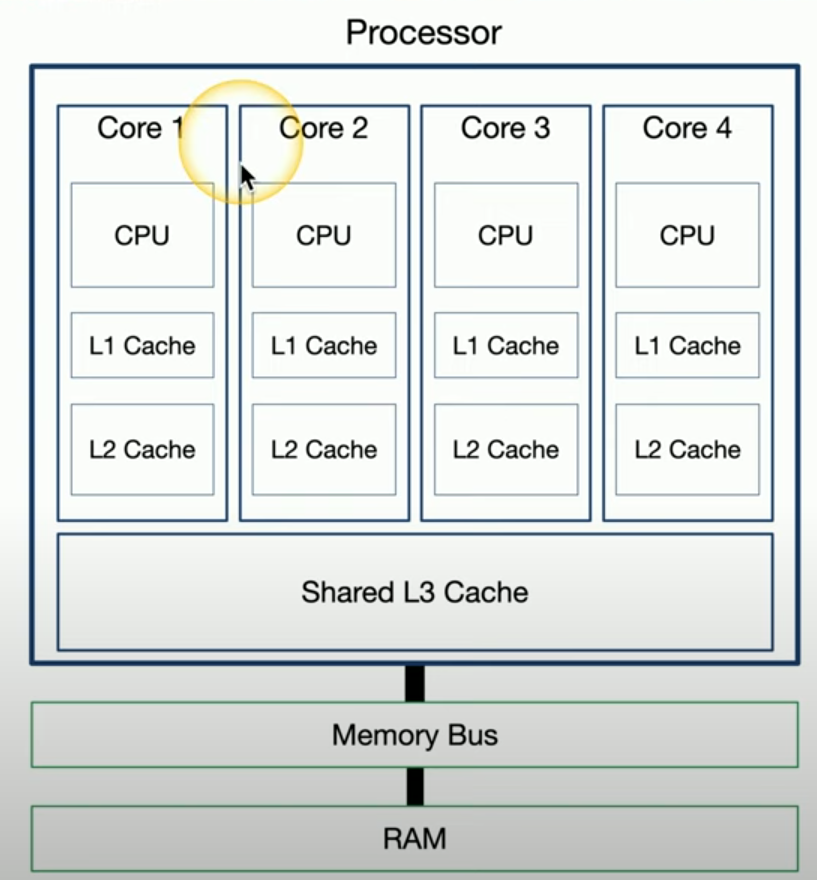 Processor
Core 1 Core 2 Core 3 Core 4
CPU CPU CPU CPU
L1 Cache L1 Cache L1 Cache L1 Cache
L2 Cache L2 Cache L2 Cache L2 Cache
Shared L3 Cache
Memory Bus
RAM